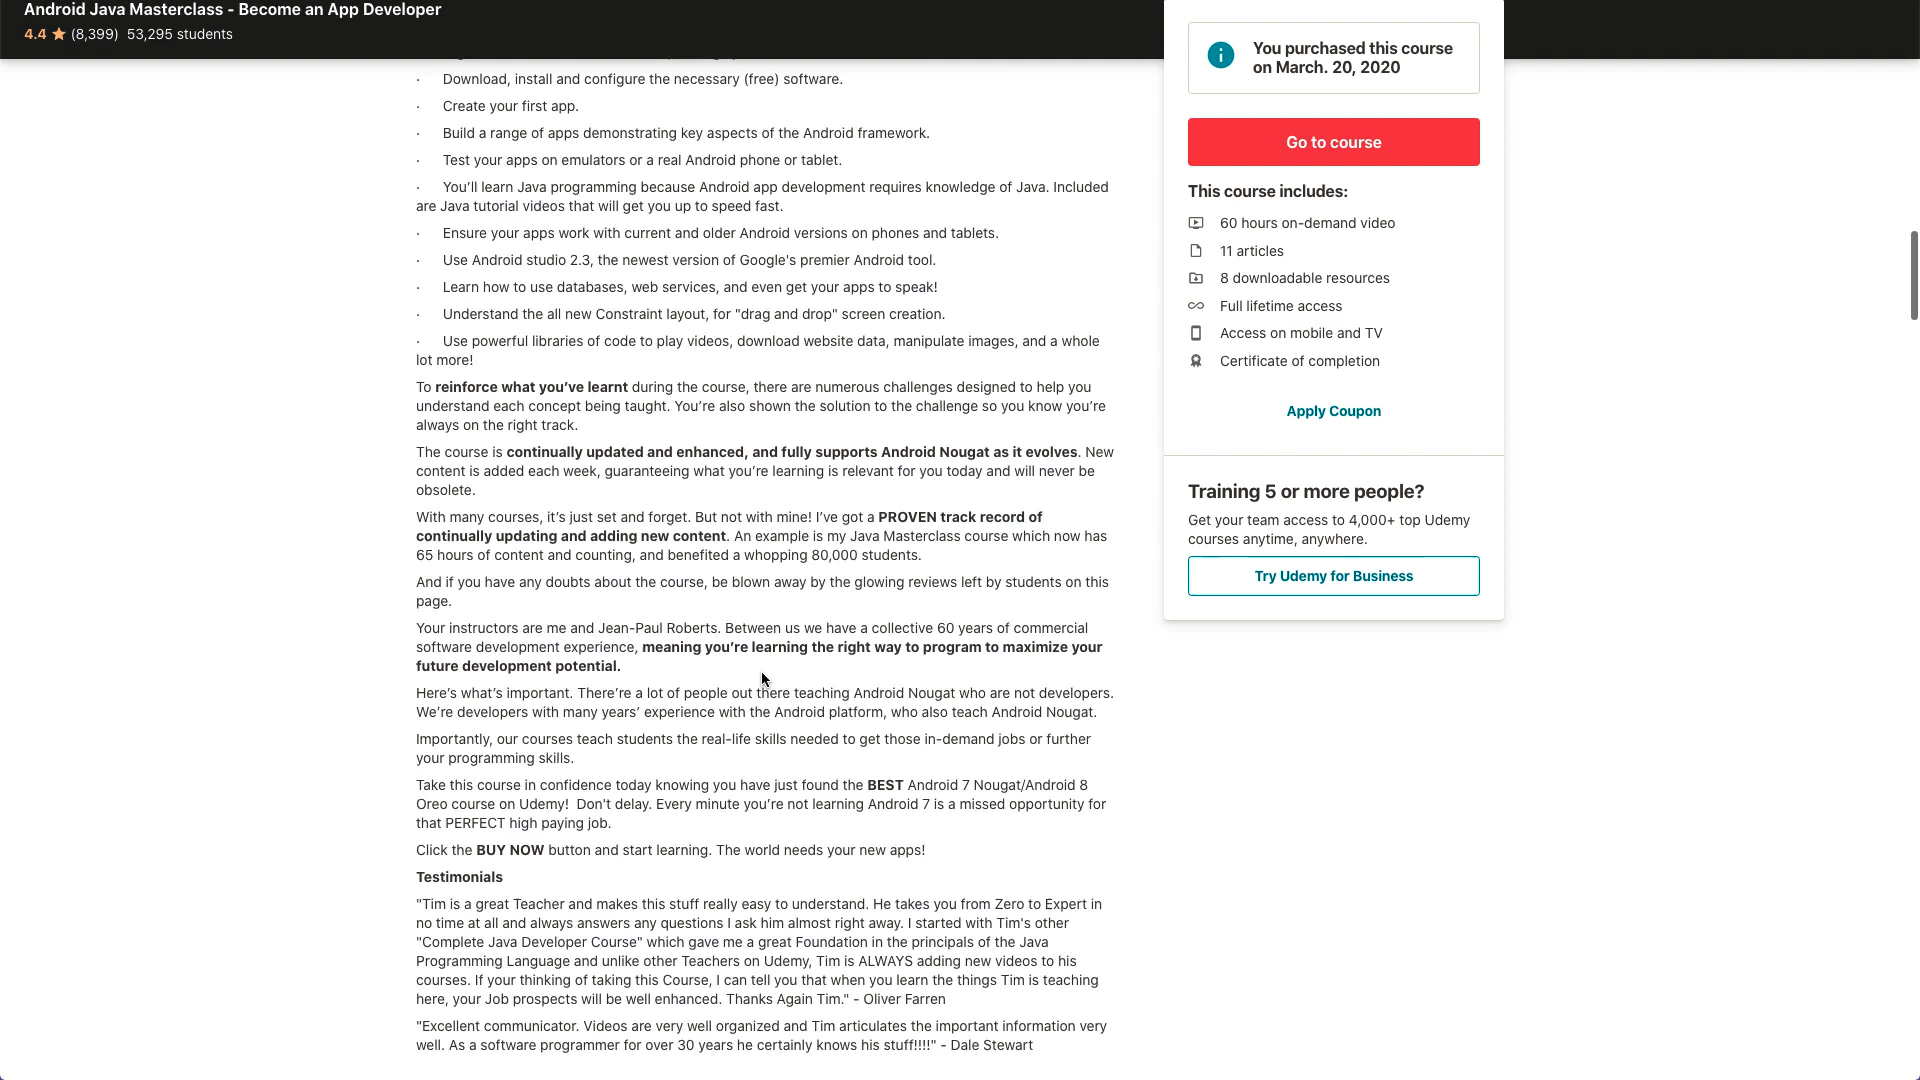 Android Java Masterclass - Become an App Developer
4.4 ★ (8,399) 53,295 students
· Download, install and configure the necessary (free) software.
· Create your first app.
· Build a range of apps demonstrating key aspects of the Android framework.
· Test your apps on emulators or a real Android phone or tablet.
· You’ll learn Java programming because Android app development requires knowledge of Java. Included
are Java tutorial videos that will get you up to speed fast.
· Ensure your apps work with current and older Android versions on phones and tablets.
· Use Android studio 2.3, the newest version of Google's premier Android tool.
· Learn how to use databases, web services, and even get your apps to speak!
· Understand the all new Constraint layout, for "drag and drop" screen creation.
· Use powerful libraries of code to play videos, download website data, manipulate images, and a whole
lot more!
To reinforce what you’ve learnt during the course, there are numerous challenges designed to help you
understand each concept being taught. You’re also shown the solution to the challenge so you know you’re
always on the right track.
The course is continually updated and enhanced, and fully supports Android Nougat as it evolves. New
content is added each week, guaranteeing what you’re learning is relevant for you today and will never be
obsolete.
With many courses, it’s just set and forget. But not with mine! I’ve got a PROVEN track record of
continually updating and adding new content. An example is my Java Masterclass course which now has
65 hours of content and counting, and benefited a whopping 80,000 students.
And if you have any doubts about the course, be blown away by the glowing reviews left by students on this
page.
Your instructors are me and Jean-Paul Roberts. Between us we have a collective 60 years of commercial
software development experience, meaning you’re learning the right way to program to maximize your
future development potential.
Here’s what’s important. There’re a lot of people out there teaching Android Nougat who are not developers.
We’re developers with many years’ experience with the Android platform, who also teach Android Nougat.
Importantly, our courses teach students the real-life skills needed to get those in-demand jobs or further
your programming skills.
Take this course in confidence today knowing you have just found the BEST Android 7 Nougat/Android 8
Oreo course on Udemy! Don't delay. Every minute you’re not learning Android 7 is a missed opportunity for
that PERFECT high paying job.
Click the BUY NOW button and start learning. The world needs your new apps!
Testimonials
"Tim is a great Teacher and makes this stuff really easy to understand. He takes you from Zero to Expert in
no time at all and always answers any questions I ask him almost right away. I started with Tim's other
"Complete Java Developer Course" which gave me a great Foundation in the principals of the Java
Programming Language and unlike other Teachers on Udemy, Tim is ALWAYS adding new videos to his
courses. If your thinking of taking this Course, I can tell you that when you learn the things Tim is teaching
here, your Job prospects will be well enhanced. Thanks Again Tim." - Oliver Farren
"Excellent communicator. Videos are very well organized and Tim articulates the important information very
well. As a software programmer for over 30 years he certainly knows his stuff!!!!" - Dale Stewart
You purchased this course
on March. 20, 2020
Go to course
This course includes:
60 hours on-demand video
11 articles
8 downloadable resources
Full lifetime access
Access on mobile and TV
Certificate of completion
Apply Coupon
Training 5 or more people?
Get your team access to 4,000+ top Udemy
courses anytime, anywhere.
Try Udemy for Business